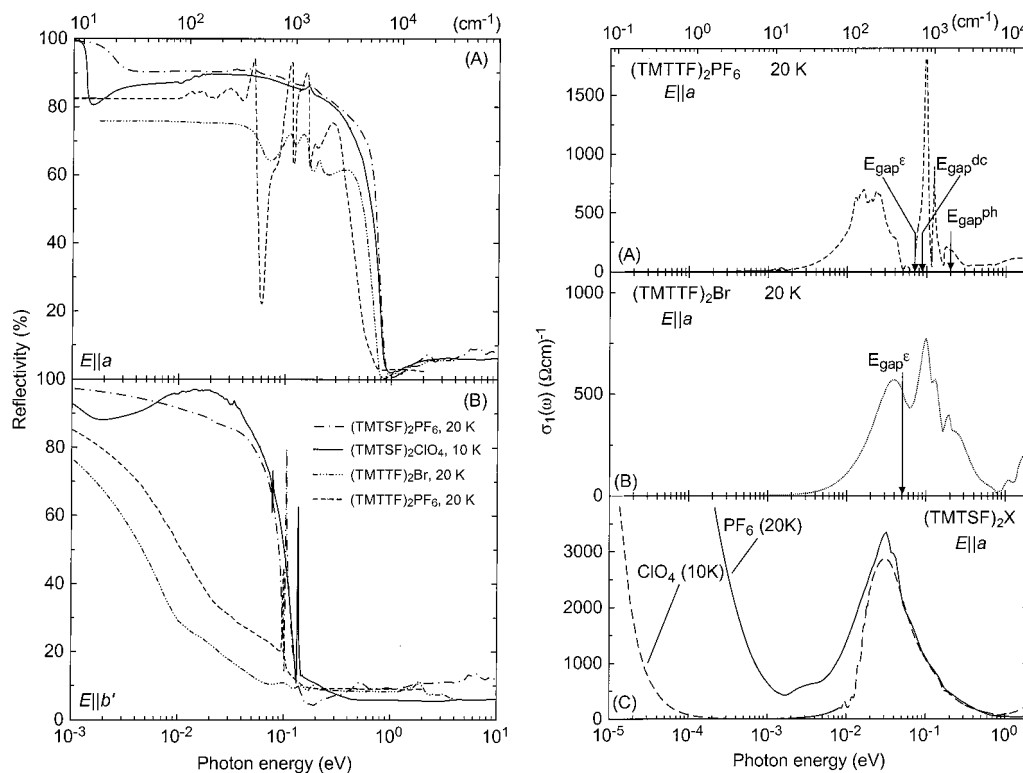 10¹ 10² 10³ 10⁴ (cm⁻¹)
100
(A)
80
60
40
20
E||a
Reflectivity (%)
100
(B)
80
(TMTSF)₂PF₆, 20 K
(TMTSF)₂ClO₄, 10 K
(TMTTF)₂Br, 20 K
(TMTTF)₂PF₆, 20 K
60
40
20
E||b'
0
10⁻³ 10⁻² 10⁻¹ 10⁰ 10¹
Photon energy (eV)
10⁻¹ 10⁰ 10¹ 10² 10³ (cm⁻¹) 10⁴
(TMTTF)₂PF₆ 20 K
E||a
1500
1250
1000
750
500
250
0
E_gap^ε
E_gap^dc
E_gap^ph
(A)
1000
(TMTTF)₂Br 20 K
E||a
E_gap^ε
500
0
(B)
σ₁(ω) (Ωcm)⁻¹
(TMTSF)₂X
E||a
PF₆ (20K)
ClO₄ (10K)
3000
2000
1000
0
(C)
10⁻⁵ 10⁻⁴ 10⁻³ 10⁻² 10⁻¹ 10⁰
Photon energy (eV)